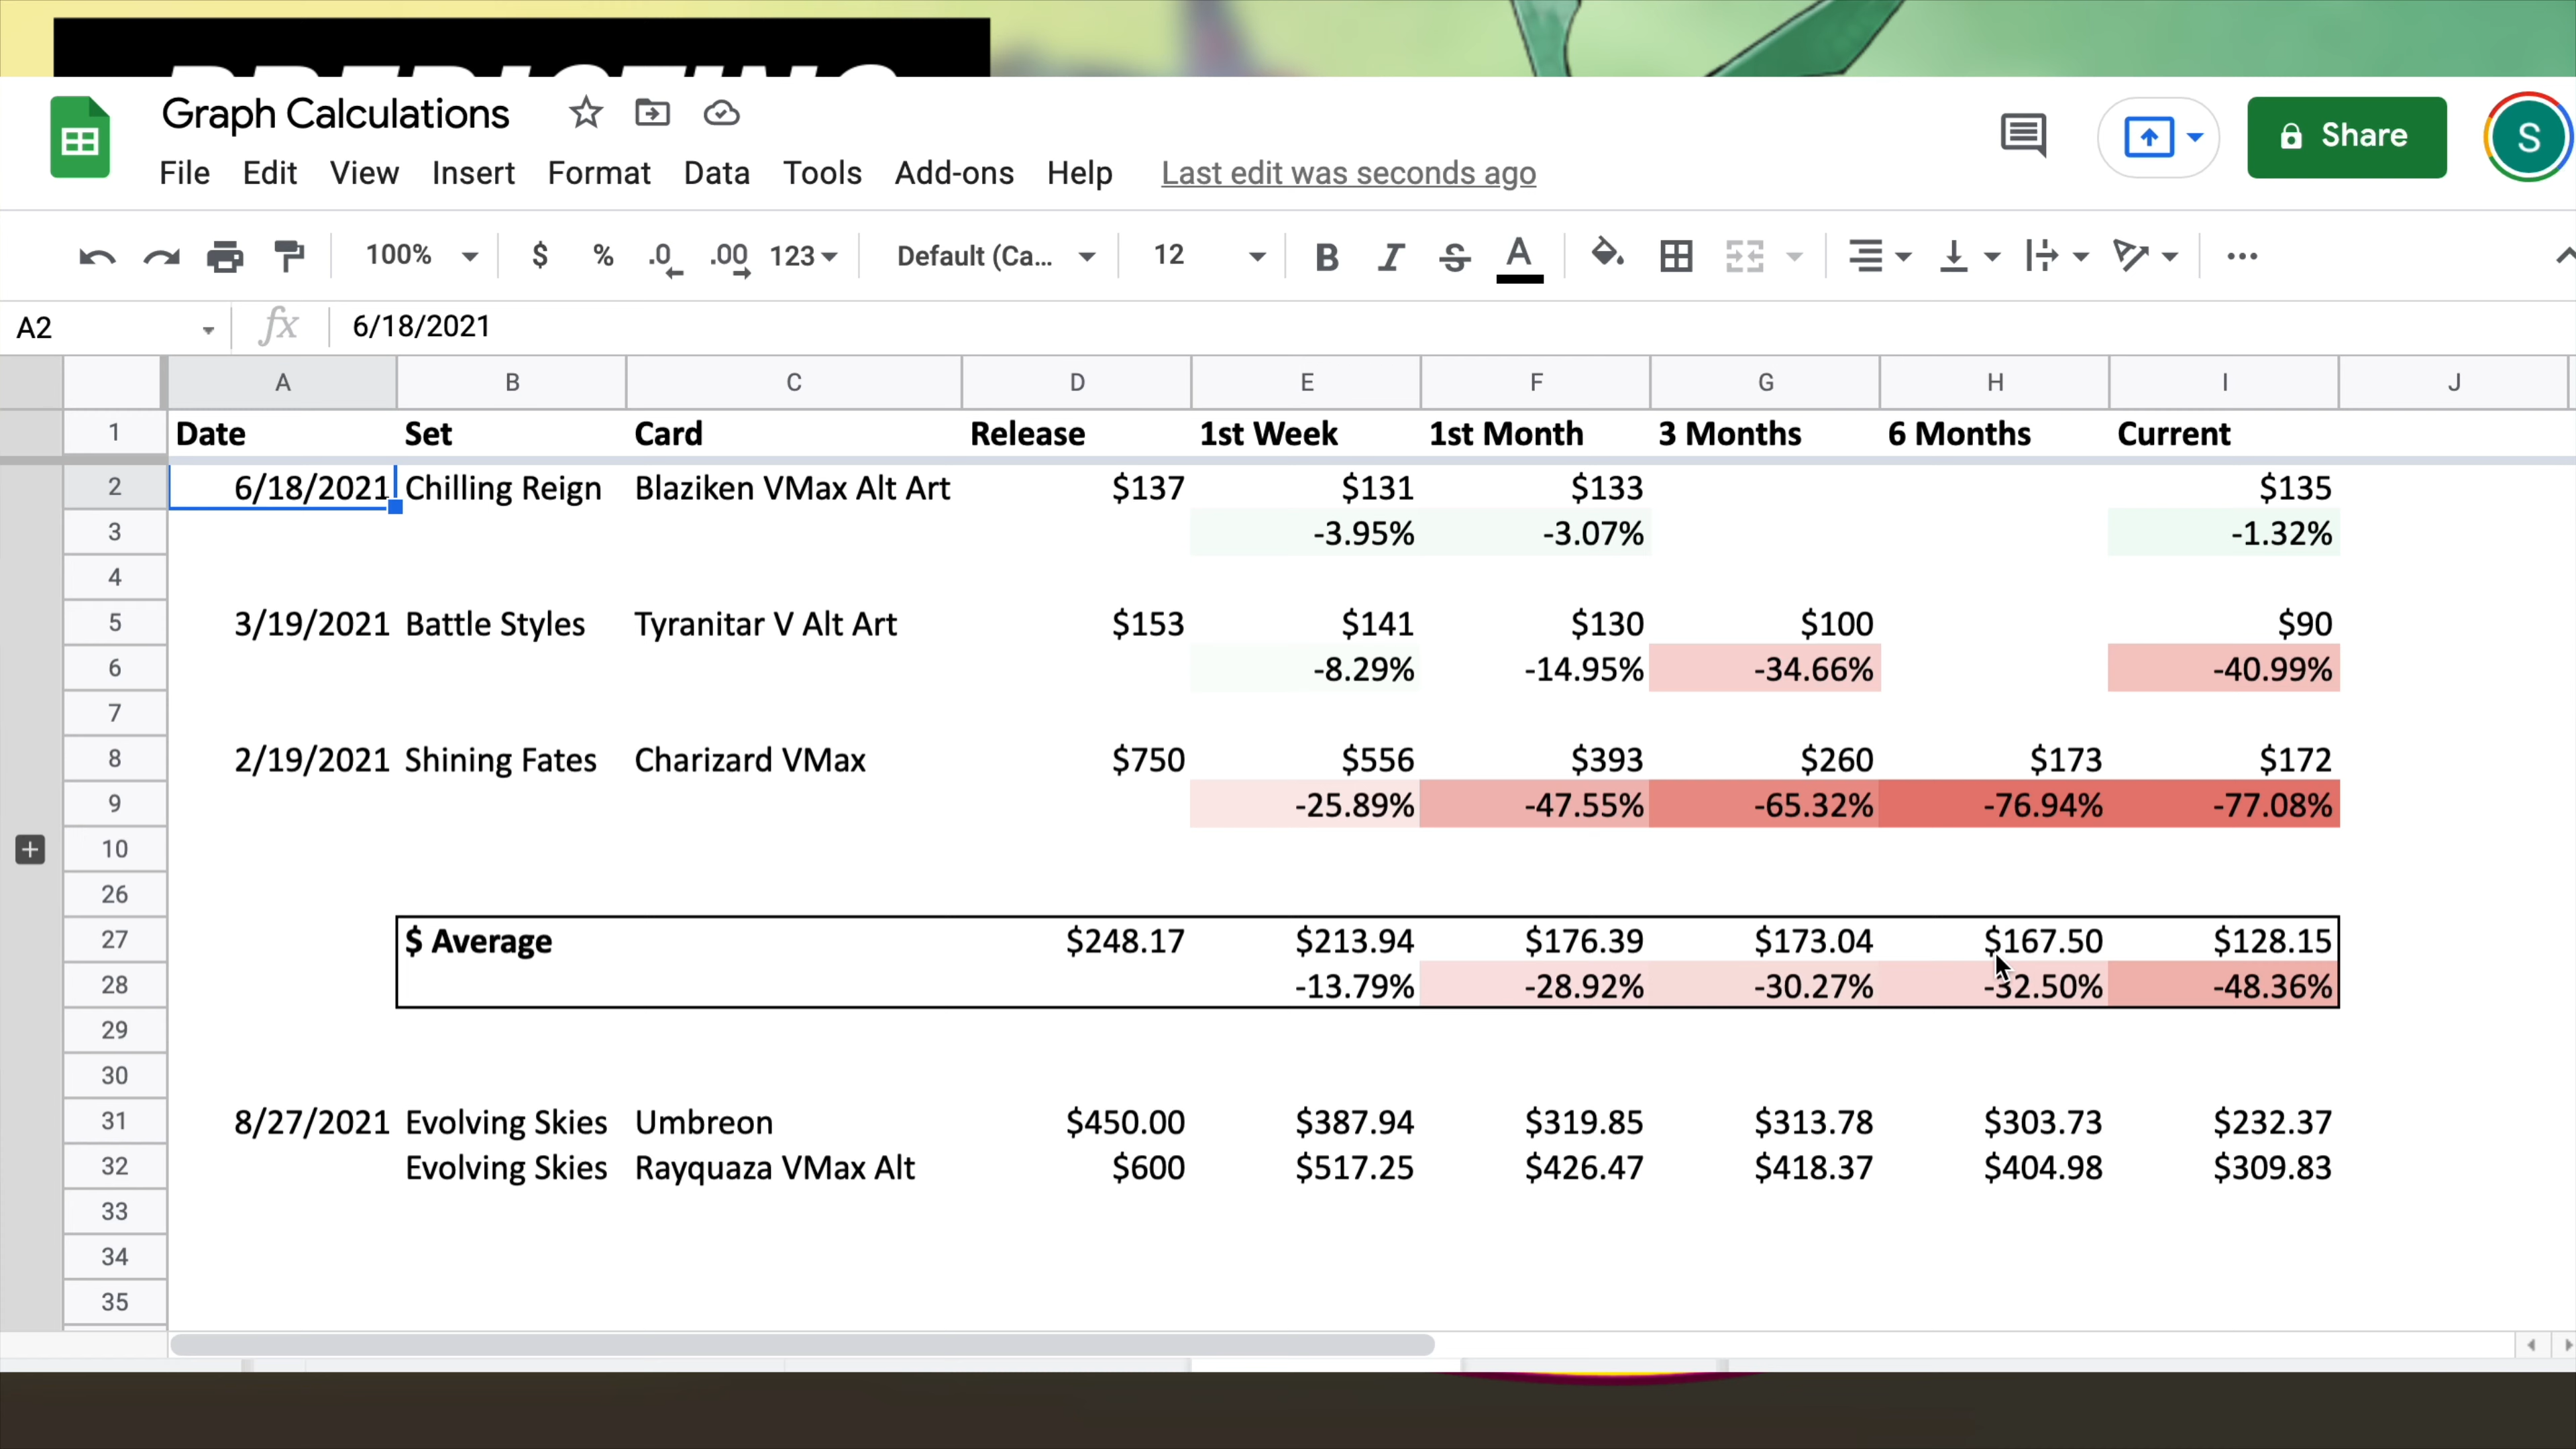 PREDICTING
Graph Calculations
File Edit View Insert Format Data Tools Add-ons Help Last edit was seconds ago
Share
S
100% $ % .0 .00 123 Default (Ca... 12 B I S A
A2 fx 6/18/2021
A B C D E F G H I J
1 Date Set Card Release 1st Week 1st Month 3 Months 6 Months Current
2 6/18/2021 Chilling Reign Blaziken VMax Alt Art $137 $131 $133 $135
3 -3.95% -3.07% -1.32%
4
5 3/19/2021 Battle Styles Tyranitar V Alt Art $153 $141 $130 $100 $90
6 -8.29% -14.95% -34.66% -40.99%
7
8 2/19/2021 Shining Fates Charizard VMax $750 $556 $393 $260 $173 $172
9 -25.89% -47.55% -65.32% -76.94% -77.08%
10
26
27 $ Average $248.17 $213.94 $176.39 $173.04 $167.50 $128.15
28 -13.79% -28.92% -30.27% -32.50% -48.36%
29
30
31 8/27/2021 Evolving Skies Umbreon $450.00 $387.94 $319.85 $313.78 $303.73 $232.37
32 Evolving Skies Rayquaza VMax Alt $600 $517.25 $426.47 $418.37 $404.98 $309.83
33
34
35